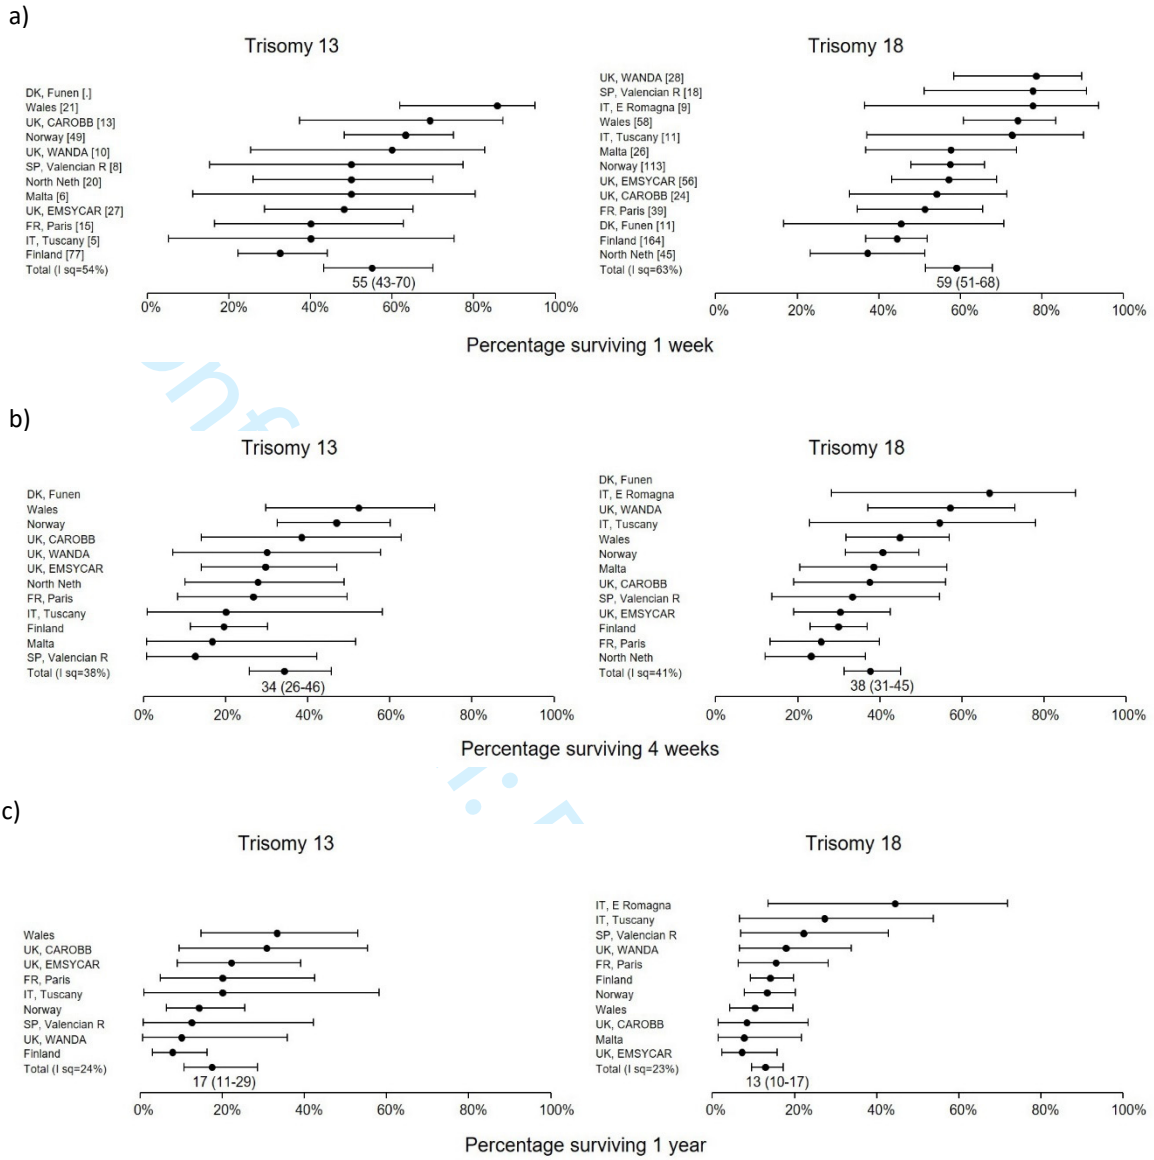 a)
Trisomy 13
DK, Funen [.]
Wales [21]
UK, CAROBB [13]
Norway [49]
UK, WANDA [10]
SP, Valencian R [8]
North Neth [20]
Malta [6]
UK, EMSYCAR [27]
FR, Paris [15]
IT, Tuscany [5]
Finland [77]
Total (I sq=54%)
55 (43-70)
0% 20% 40% 60% 80% 100%
Trisomy 18
UK, WANDA [28]
SP, Valencian R [18]
IT, E Romagna [9]
Wales [58]
IT, Tuscany [11]
Malta [26]
Norway [113]
UK, EMSYCAR [56]
UK, CAROBB [24]
FR, Paris [39]
DK, Funen [11]
Finland [164]
North Neth [45]
Total (I sq=63%)
59 (51-68)
0% 20% 40% 60% 80% 100%
Percentage surviving 1 week
b)
Trisomy 13
DK, Funen
Wales
Norway
UK, CAROBB
UK, WANDA
UK, EMSYCAR
North Neth
FR, Paris
IT, Tuscany
Finland
Malta
SP, Valencian R
Total (I sq=38%)
34 (26-46)
0% 20% 40% 60% 80% 100%
Trisomy 18
DK, Funen
IT, E Romagna
UK, WANDA
IT, Tuscany
Wales
Norway
Malta
UK, CAROBB
SP, Valencian R
UK, EMSYCAR
Finland
FR, Paris
North Neth
Total (I sq=41%)
38 (31-45)
0% 20% 40% 60% 80% 100%
Percentage surviving 4 weeks
c)
Trisomy 13
Wales
UK, CAROBB
UK, EMSYCAR
FR, Paris
IT, Tuscany
Norway
SP, Valencian R
UK, WANDA
Finland
Total (I sq=24%)
17 (11-29)
0% 20% 40% 60% 80% 100%
Trisomy 18
IT, E Romagna
IT, Tuscany
SP, Valencian R
UK, WANDA
FR, Paris
Finland
Norway
Wales
UK, CAROBB
Malta
UK, EMSYCAR
Total (I sq=23%)
13 (10-17)
0% 20% 40% 60% 80% 100%
Percentage surviving 1 year